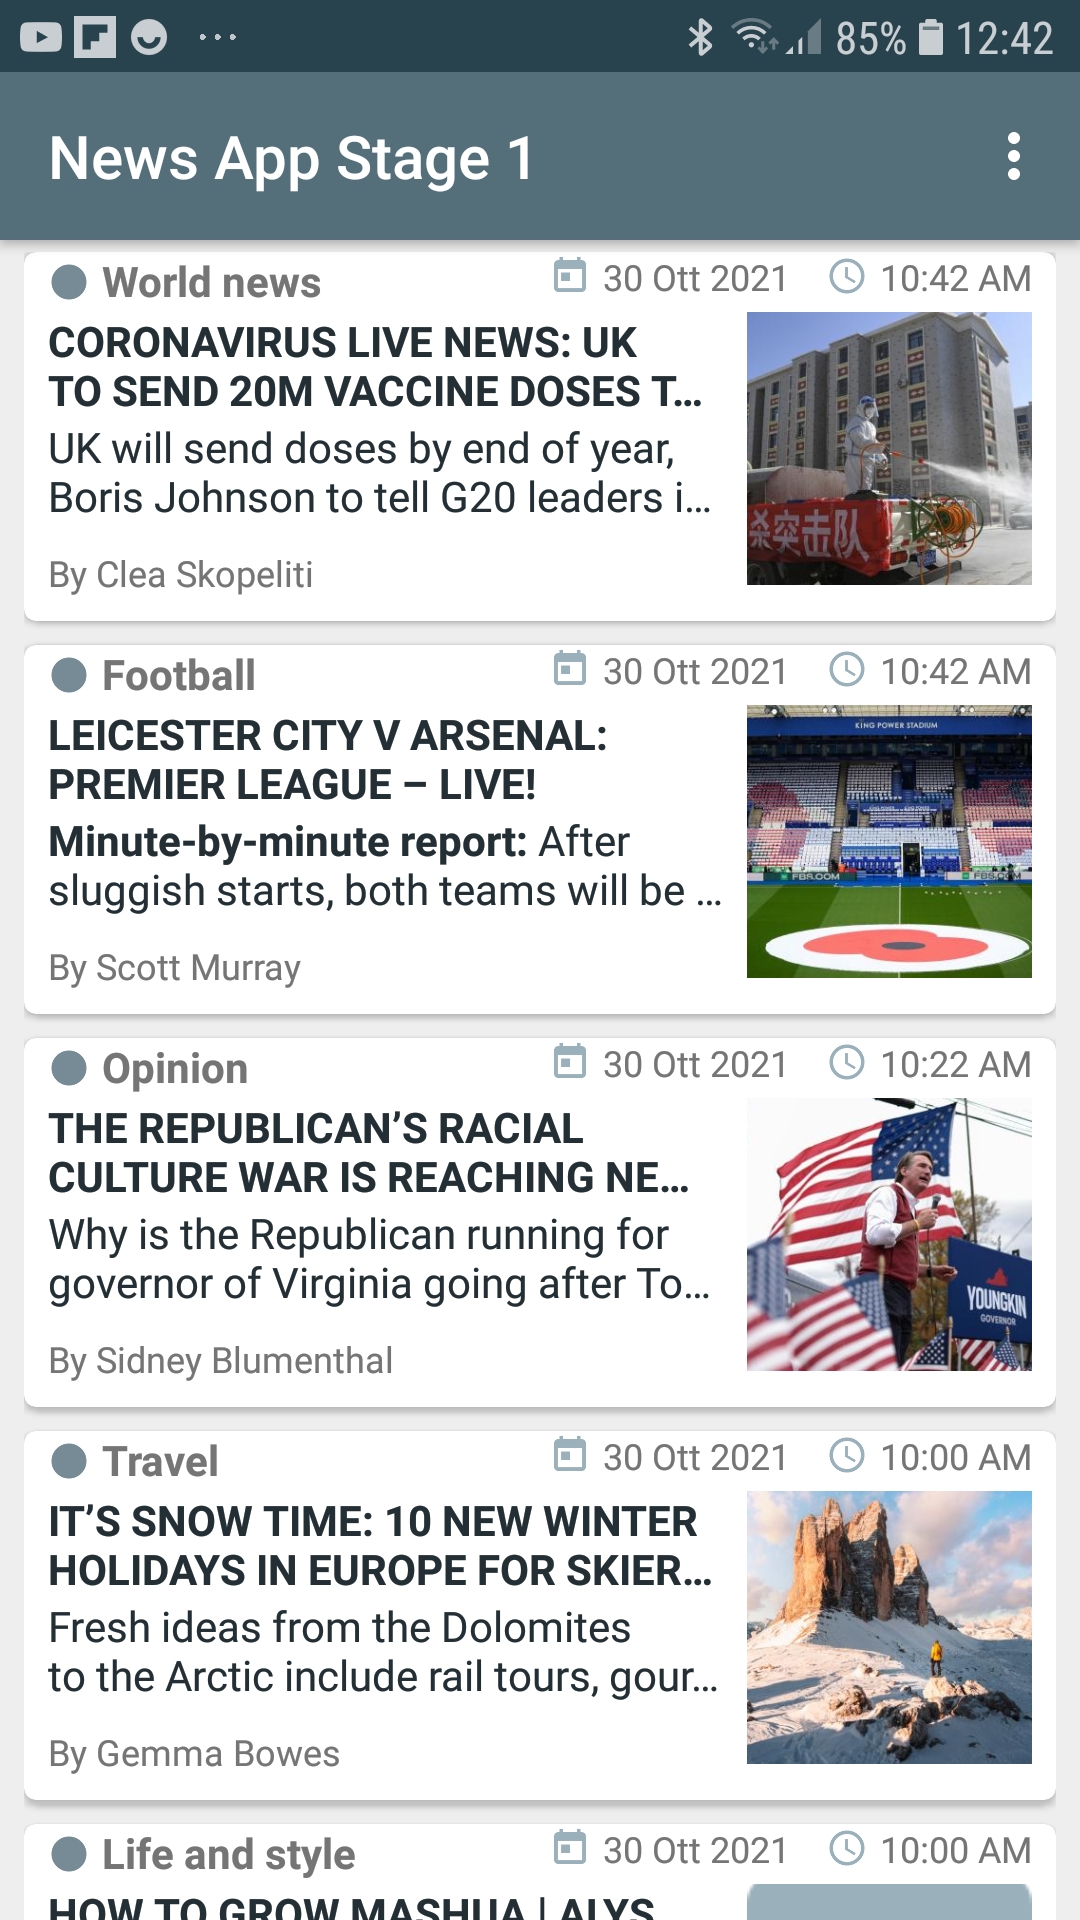 85% 12:42
News App Stage 1
World news 30 Ott 2021 10:42 AM
CORONAVIRUS LIVE NEWS: UK
TO SEND 20M VACCINE DOSES T...
UK will send doses by end of year,
Boris Johnson to tell G20 leaders i...
By Clea Skopeliti
杀突击队
Football 30 Ott 2021 10:42 AM
LEICESTER CITY V ARSENAL:
PREMIER LEAGUE – LIVE!
Minute-by-minute report: After
sluggish starts, both teams will be ...
By Scott Murray
KING POWER STADIUM
FBS.COM FBS.COM
Opinion 30 Ott 2021 10:22 AM
THE REPUBLICAN’S RACIAL
CULTURE WAR IS REACHING NE...
Why is the Republican running for
governor of Virginia going after To...
By Sidney Blumenthal
YOUNGKIN
GOVERNOR
Travel 30 Ott 2021 10:00 AM
IT’S SNOW TIME: 10 NEW WINTER
HOLIDAYS IN EUROPE FOR SKIER...
Fresh ideas from the Dolomites
to the Arctic include rail tours, gour...
By Gemma Bowes
Life and style 30 Ott 2021 10:00 AM
HOW TO GROW MASHUA | ALYS